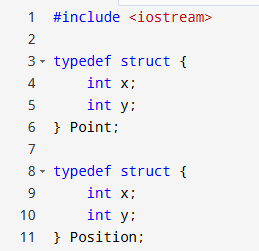 1 #include <iostream>
2
3 typedef struct {
4     int x;
5     int y;
6 } Point;
7
8 typedef struct {
9     int x;
10     int y;
11 } Position;